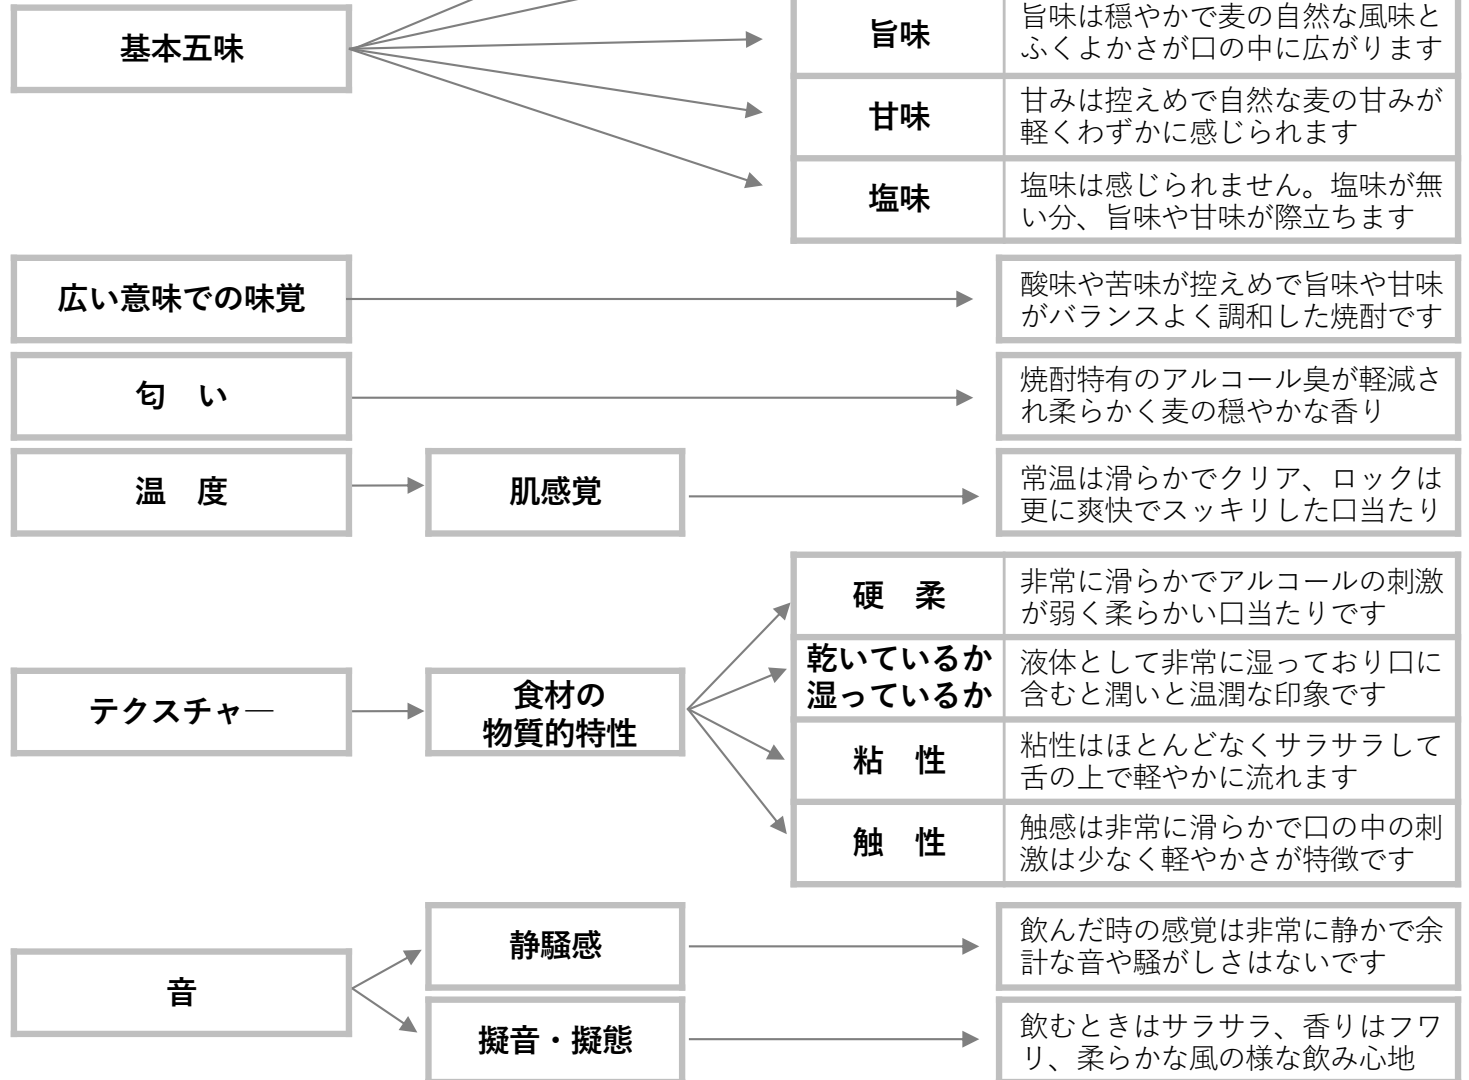 基本五味
旨味
旨味は穏やかで麦の自然な風味と
ふくよかさが口の中に広がります
甘味
甘みは控えめで自然な麦の甘みが
軽くわずかに感じられます
塩味
塩味は感じられません。塩味が無
い分、旨味や甘味が際立ちます
広い意味での味覚
酸味や苦味が控えめで旨味や甘味
がバランスよく調和した焼酎です
匂　い
焼酎特有のアルコール臭が軽減さ
れ柔らかく麦の穏やかな香り
温　度
肌感覚
常温は滑らかでクリア、ロックは
更に爽快でスッキリした口当たり
テクスチャ―
食材の
物質的特性
硬　柔
非常に滑らかでアルコールの刺激
が弱く柔らかい口当たりです
乾いているか
湿っているか
液体として非常に湿っており口に
含むと潤いと温潤な印象です
粘　性
粘性はほとんどなくサラサラして
舌の上で軽やかに流れます
触　性
触感は非常に滑らかで口の中の刺
激は少なく軽やかさが特徴です
音
静騒感
飲んだ時の感覚は非常に静かで余
計な音や騒がしさはないです
擬音・擬態
飲むときはサラサラ、香りはフワ
リ、柔らかな風の様な飲み心地